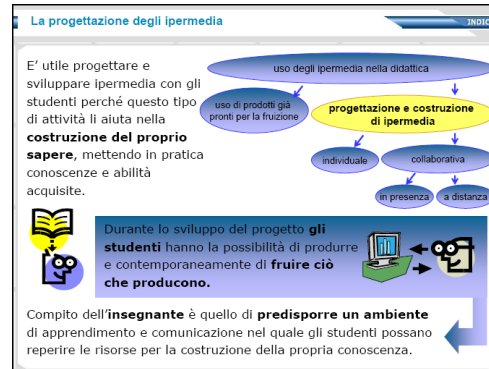 La progettazione degli ipermedia
E' utile progettare e
sviluppare ipermedia con gli
studenti perché questo tipo
di attività li aiuta nella
costruzione del proprio
sapere, mettendo in pratica
conoscenze e abilità
acquisite.
uso degli ipermedia nella didattica
uso di prodotti già
pronti per la fruizione
progettazione e costruzione
di ipermedia
individuale
collaborativa
in presenza
a distanza
Durante lo sviluppo del progetto gli
studenti hanno la possibilità di produrre
e contemporaneamente di fruire ciò
che producono.
Compito dell'insegnante è quello di predisporre un ambiente
di apprendimento e comunicazione nel quale gli studenti possano
reperire le risorse per la costruzione della propria conoscenza.